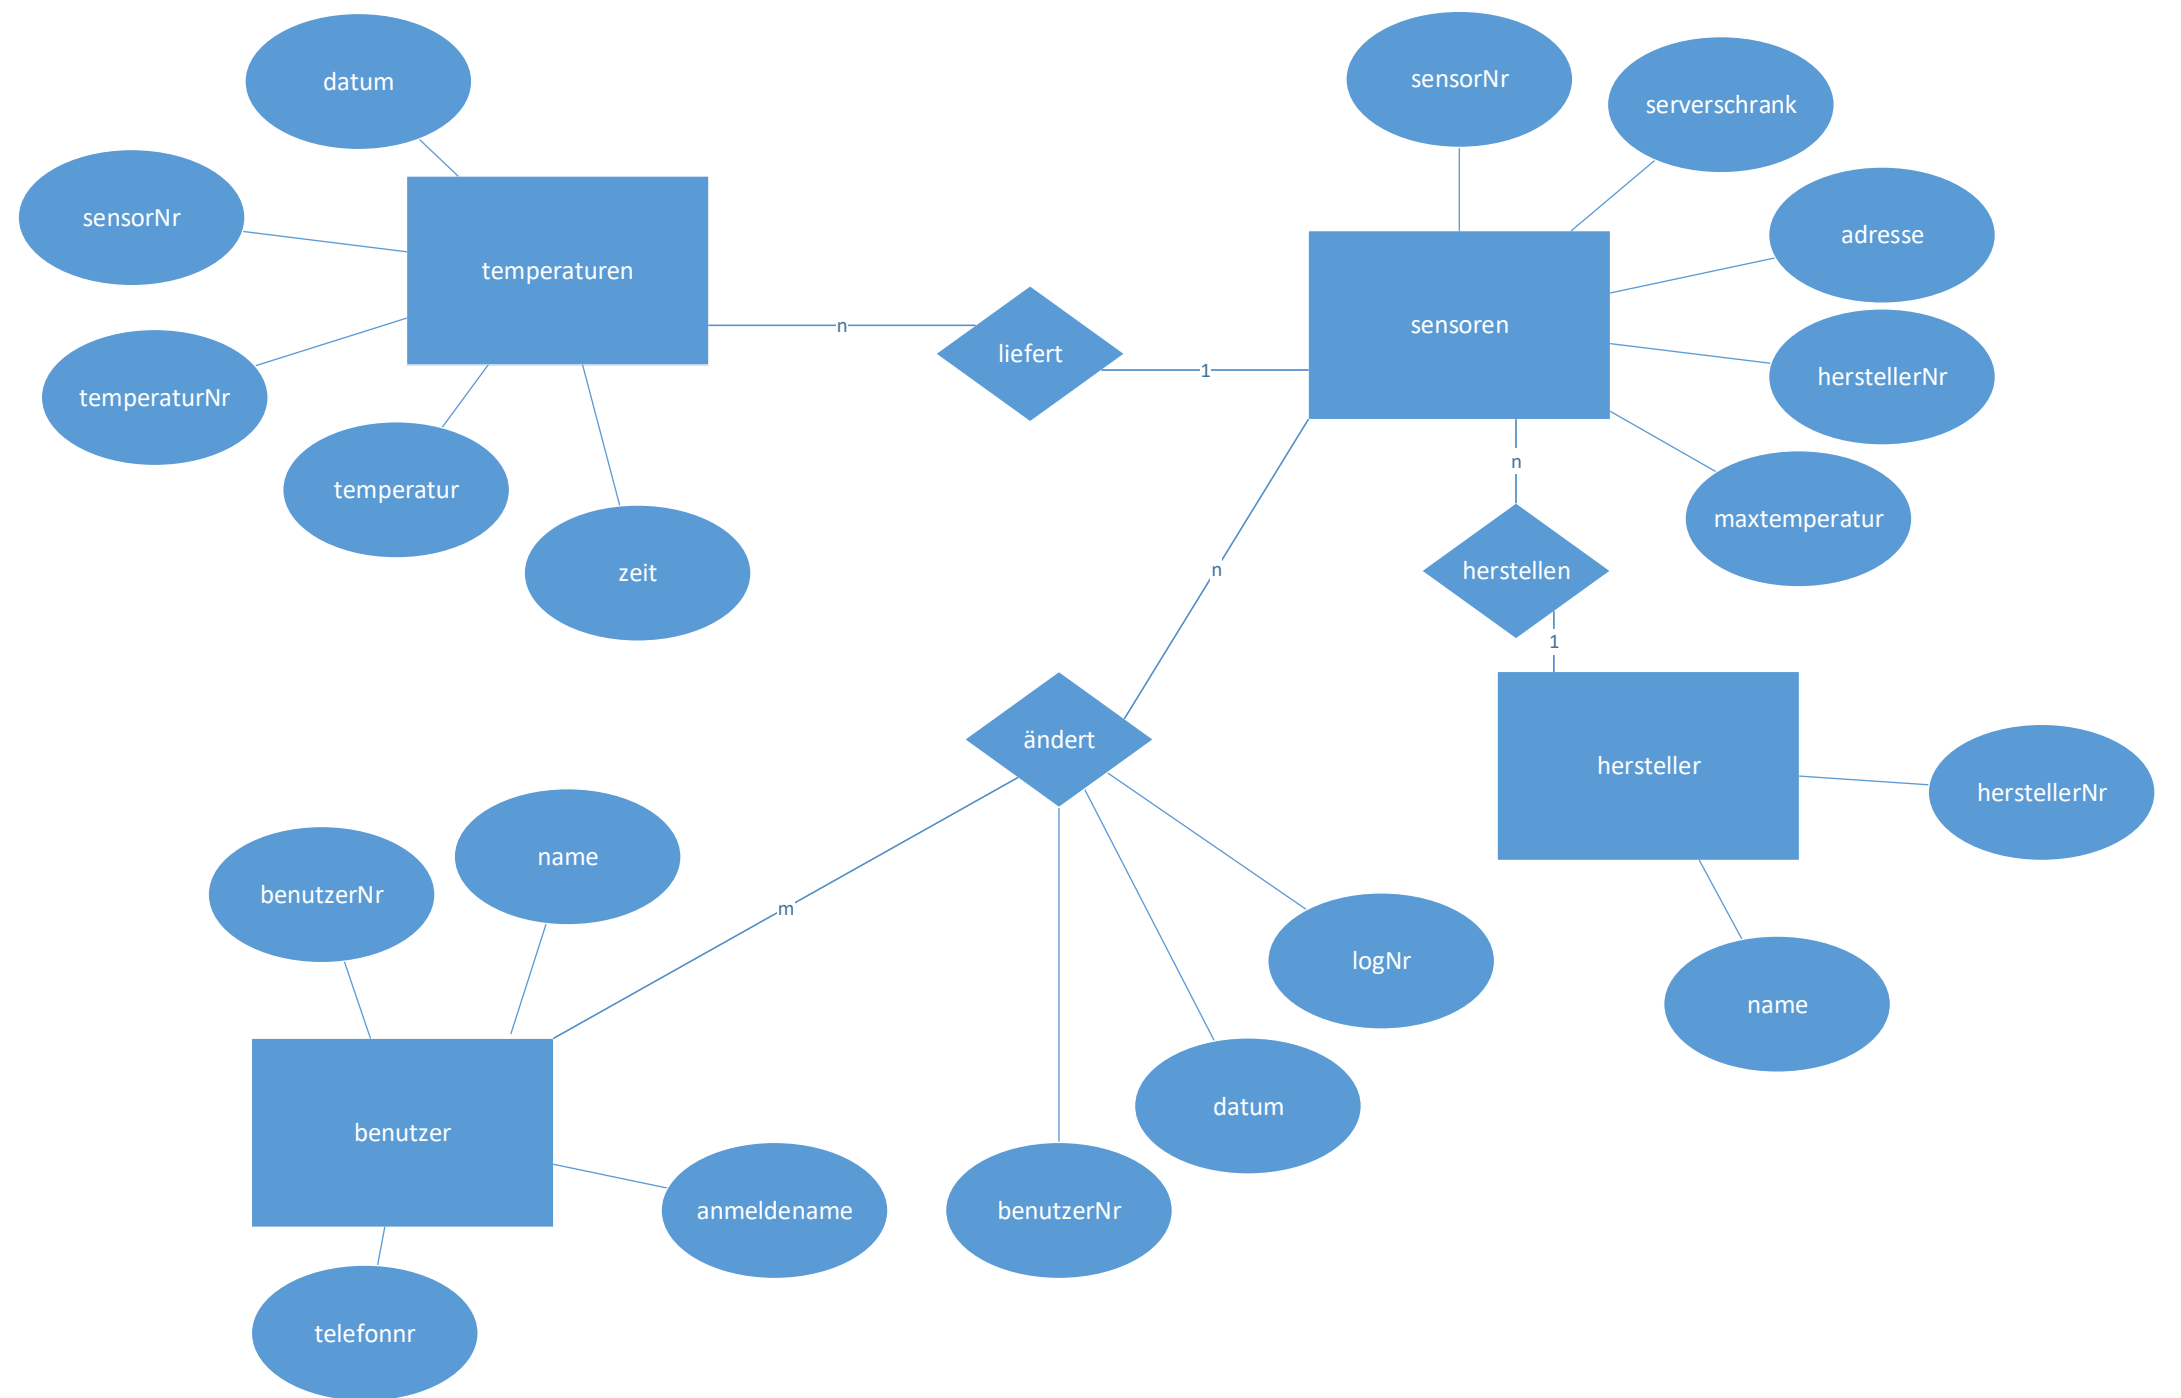 datum
sensorNr
serverschrank
sensorNr
adresse
temperaturen
sensoren
n
liefert
1
herstellerNr
temperaturNr
n
temperatur
maxtemperatur
zeit
n
herstellen
1
ändert
hersteller
herstellerNr
name
benutzerNr
m
logNr
name
benutzer
datum
anmeldename
benutzerNr
telefonnr